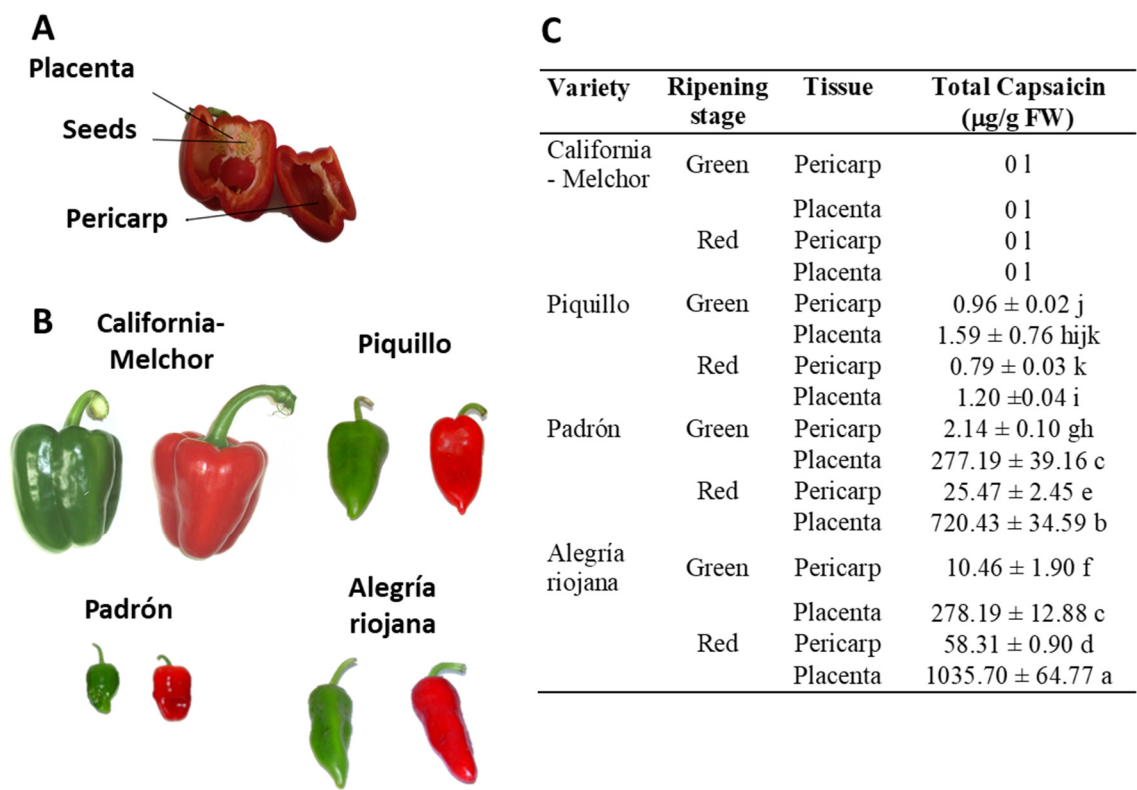 A
Placenta
Seeds
Pericarp
B
California-
Melchor
Piquillo
Padrón
Alegría
riojana
C
Variety Ripening stage Tissue Total Capsaicin (µg/g FW)
California - Melchor Green Pericarp 0 l
Placenta 0 l
Red Pericarp 0 l
Placenta 0 l
Piquillo Green Pericarp 0.96 ± 0.02 j
Placenta 1.59 ± 0.76 hijk
Red Pericarp 0.79 ± 0.03 k
Placenta 1.20 ±0.04 i
Padrón Green Pericarp 2.14 ± 0.10 gh
Placenta 277.19 ± 39.16 c
Red Pericarp 25.47 ± 2.45 e
Placenta 720.43 ± 34.59 b
Alegría riojana Green Pericarp 10.46 ± 1.90 f
Placenta 278.19 ± 12.88 c
Red Pericarp 58.31 ± 0.90 d
Placenta 1035.70 ± 64.77 a